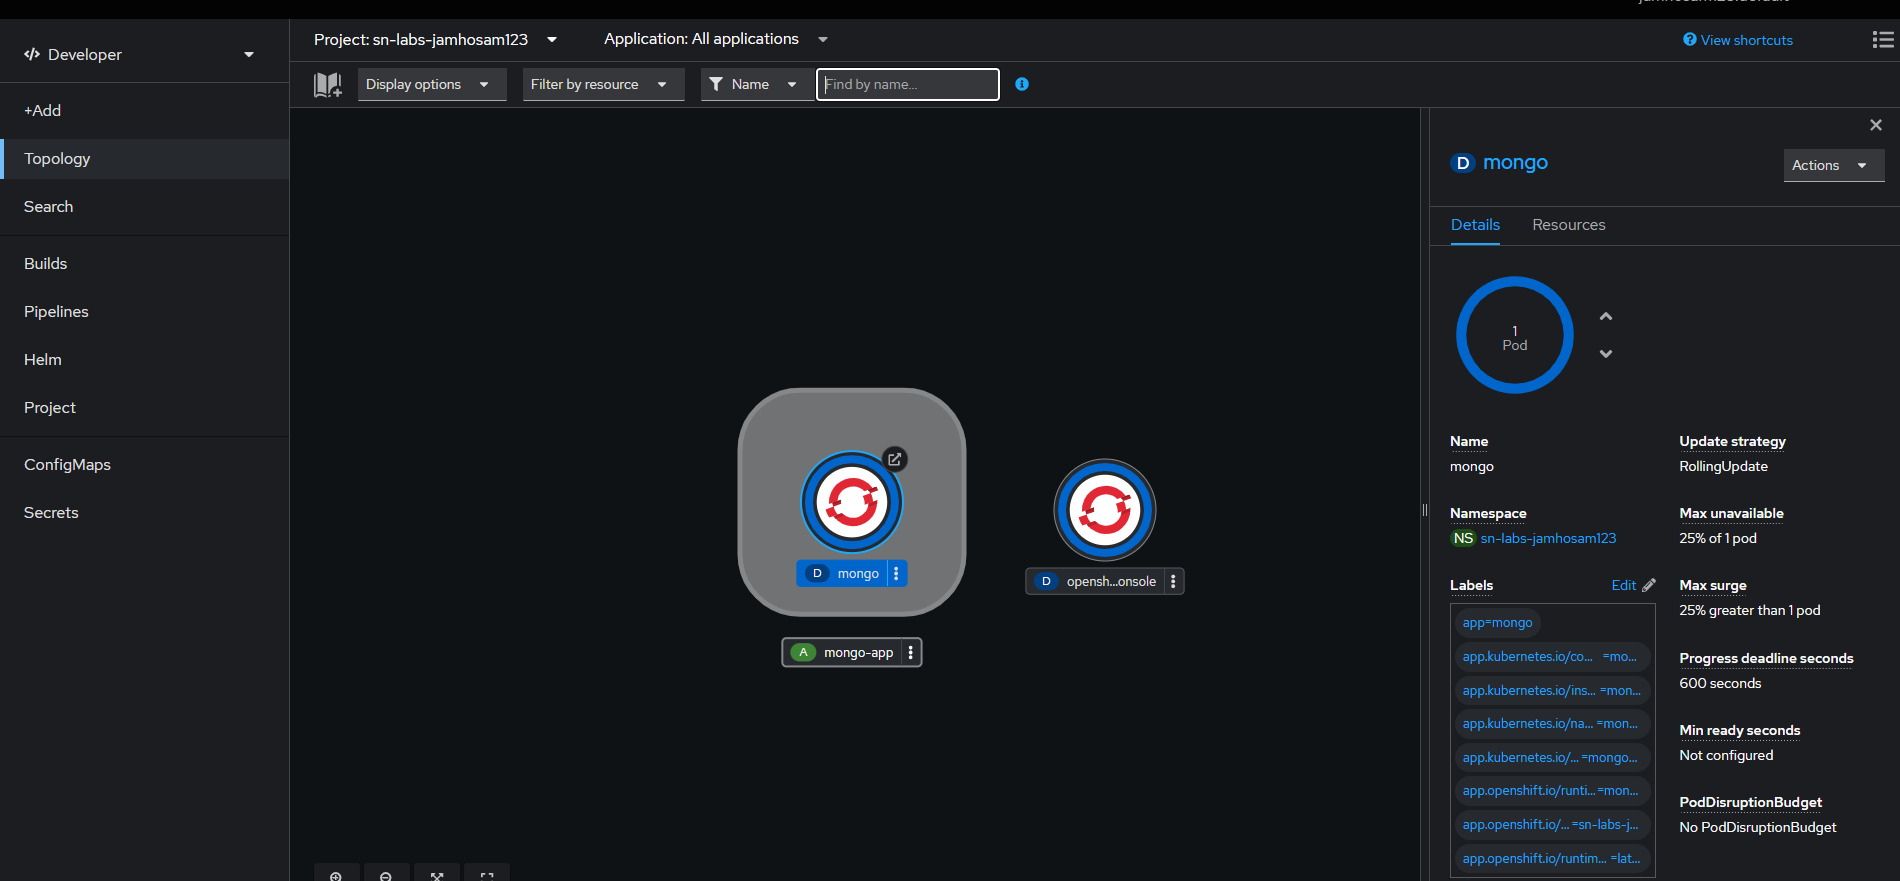 Developer
Project: sn-labs-jamhosam123
Application: All applications
View shortcuts
Display options
Filter by resource
Name
Find by name...
+Add
Topology
Search
Builds
Pipelines
Helm
Project
ConfigMaps
Secrets
D mongo
A mongo-app
D opensh...onsole
D mongo
Actions
Details
Resources
1
Pod
Name
mongo
Update strategy
RollingUpdate
Namespace
NS sn-labs-jamhosam123
Max unavailable
25% of 1 pod
Labels
Edit
Max surge
25% greater than 1 pod
app=mongo
app.kubernetes.io/co... =mo...
app.kubernetes.io/ins... =mon...
app.kubernetes.io/na... =mon...
app.kubernetes.io/... =mongo...
app.openshift.io/runti... =mon...
app.openshift.io/... =sn-labs-j...
app.openshift.io/runtim... =lat...
Progress deadline seconds
600 seconds
Min ready seconds
Not configured
PodDisruptionBudget
No PodDisruptionBudget